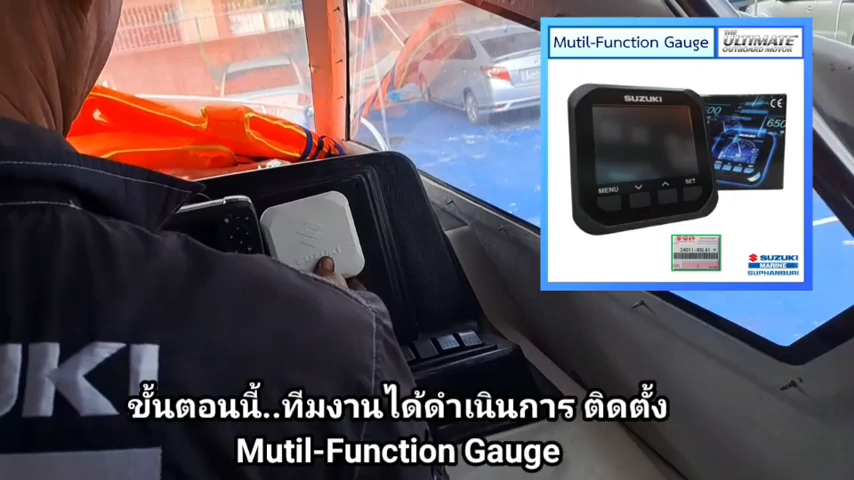 Mutil-Function Gauge
THE
ULTIMATE
OUTBOARD MOTOR
SUZUKI
MENU
SET
CE
SUZUKI
MARINE
SUPHANBURI
UKI
ขั้นตอนนี้..ทีมงานได้ดำเนินการ ติดตั้ง
Mutil-Function Gauge